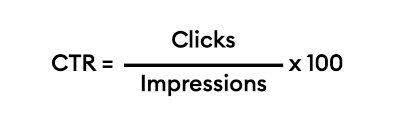 Clicks
CTR = x 100
Impressions